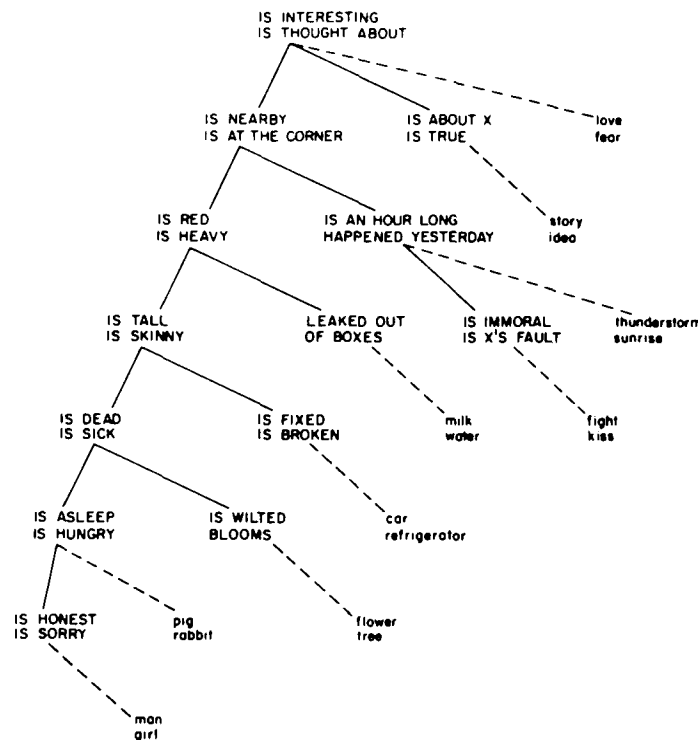 IS INTERESTING
IS THOUGHT ABOUT
IS NEARBY
IS AT THE CORNER
IS ABOUT X
IS TRUE
love
fear
IS RED
IS HEAVY
IS AN HOUR LONG
HAPPENED YESTERDAY
story
idea
IS TALL
IS SKINNY
LEAKED OUT
OF BOXES
IS IMMORAL
IS X'S FAULT
thunderstorm
sunrise
IS DEAD
IS SICK
IS FIXED
IS BROKEN
milk
water
fight
kiss
IS ASLEEP
IS HUNGRY
IS WILTED
BLOOMS
car
refrigerator
IS HONEST
IS SORRY
pig
rabbit
flower
tree
man
girl